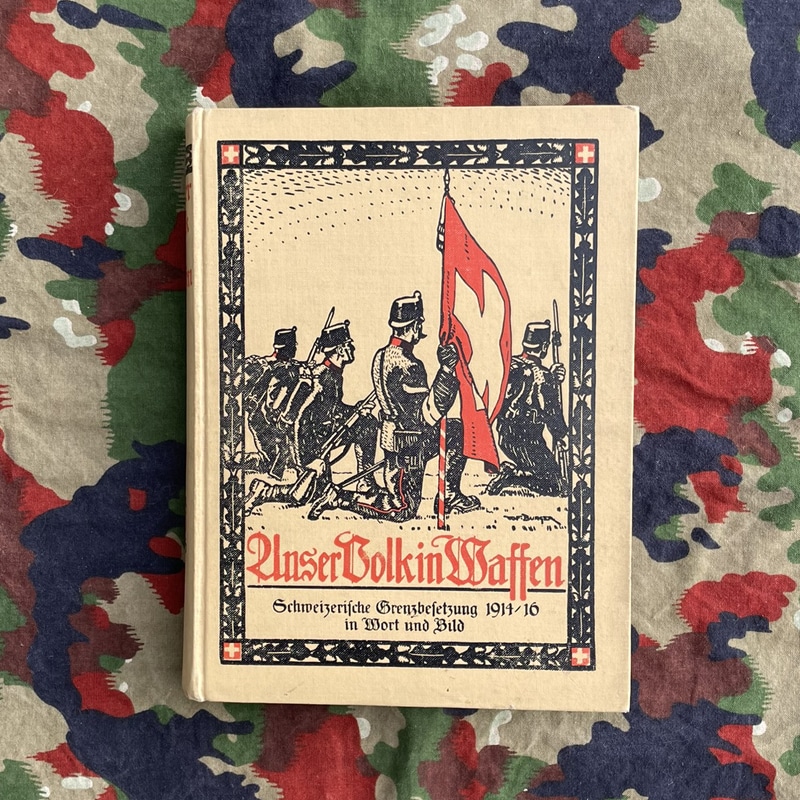 Unser Volk in Waffen
Schweizerische Grenzbesetzung 1914/16
in Wort und Bild